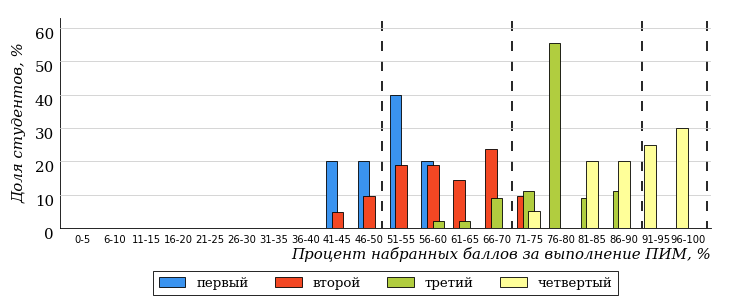 Доля студентов, %
60
50
40
30
20
10
0
0-5 6-10 11-15 16-20 21-25 26-30 31-35 36-40 41-45 46-50 51-55 56-60 61-65 66-70 71-75 76-80 81-85 86-90 91-95 96-100
Процент набранных баллов за выполнение ПИМ, %
первый второй третий четвертый